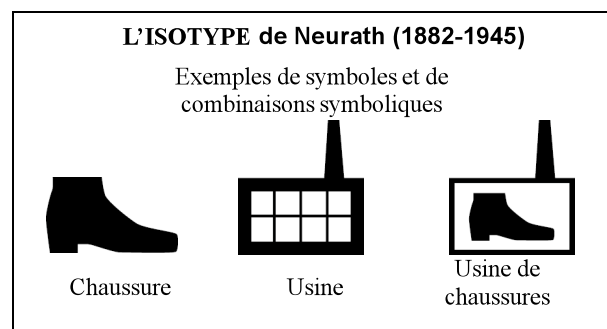 L'ISOTYPE de Neurath (1882-1945)
Exemples de symboles et de
combinaisons symboliques
Chaussure
Usine
Usine de
chaussures